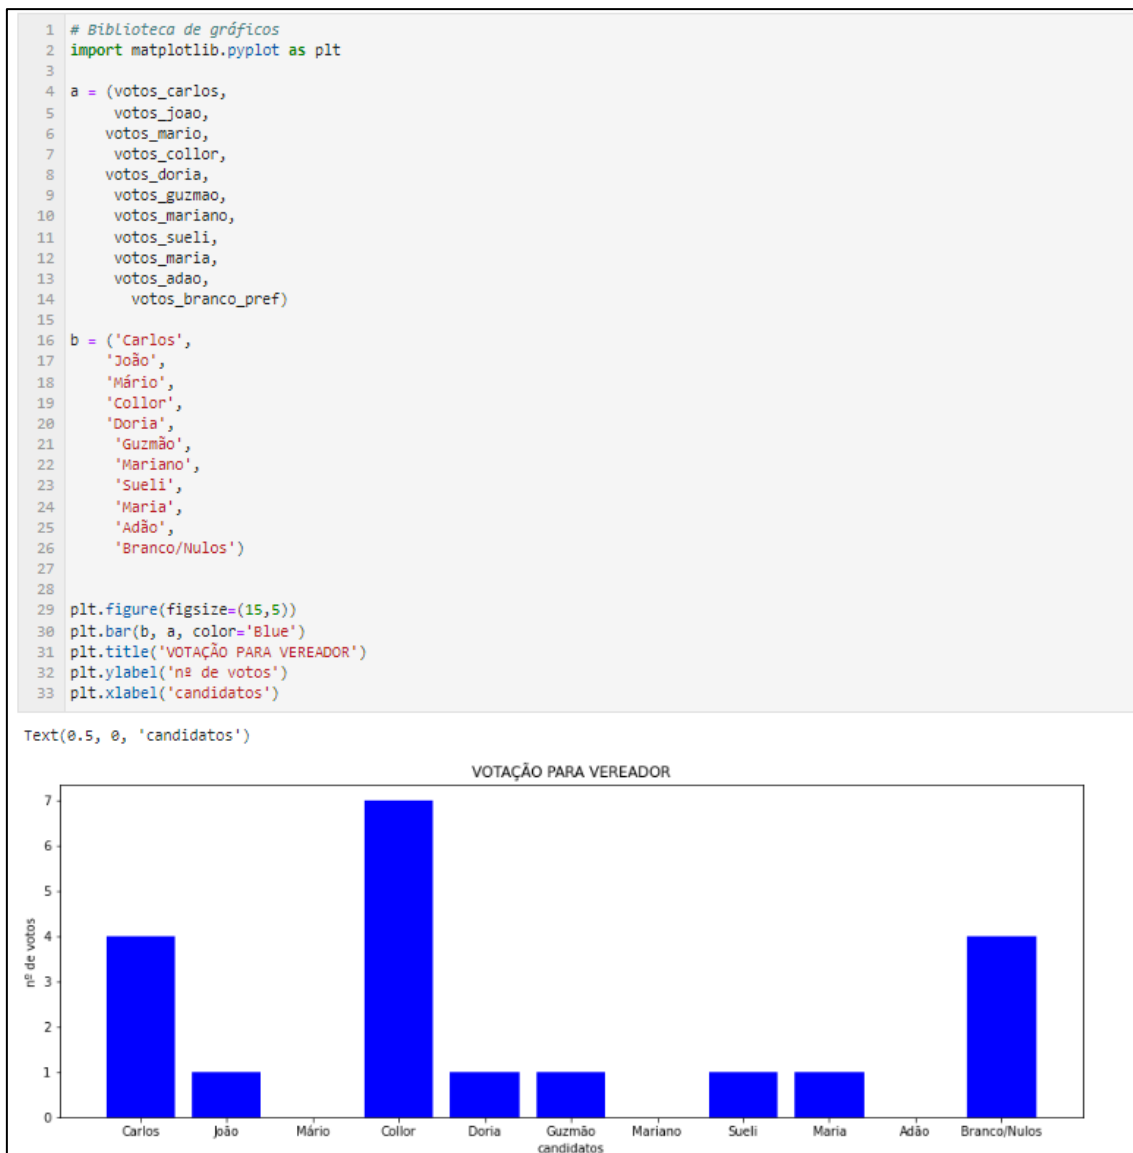 1 # Biblioteca de gráficos
2 import matplotlib.pyplot as plt
3
4 a = (votos_carlos,
5 votos_joao,
6 votos_mario,
7 votos_collor,
8 votos_doria,
9 votos_guzmao,
10 votos_mariano,
11 votos_sueli,
12 votos_maria,
13 votos_adao,
14 votos_branco_pref)
15
16 b = ('Carlos',
17 'João',
18 'Mário',
19 'Collor',
20 'Doria',
21 'Guzmão',
22 'Mariano',
23 'Sueli',
24 'Maria',
25 'Adão',
26 'Branco/Nulos')
27
28
29 plt.figure(figsize=(15,5))
30 plt.bar(b, a, color='Blue')
31 plt.title('VOTAÇÃO PARA VEREADOR')
32 plt.ylabel('nº de votos')
33 plt.xlabel('candidatos')
Text(0.5, 0, 'candidatos')
VOTAÇÃO PARA VEREADOR
7
6
5
4
3
2
1
0
nº de votos
Carlos João Mário Collor Doria Guzmão Mariano Sueli Maria Adão Branco/Nulos
candidatos